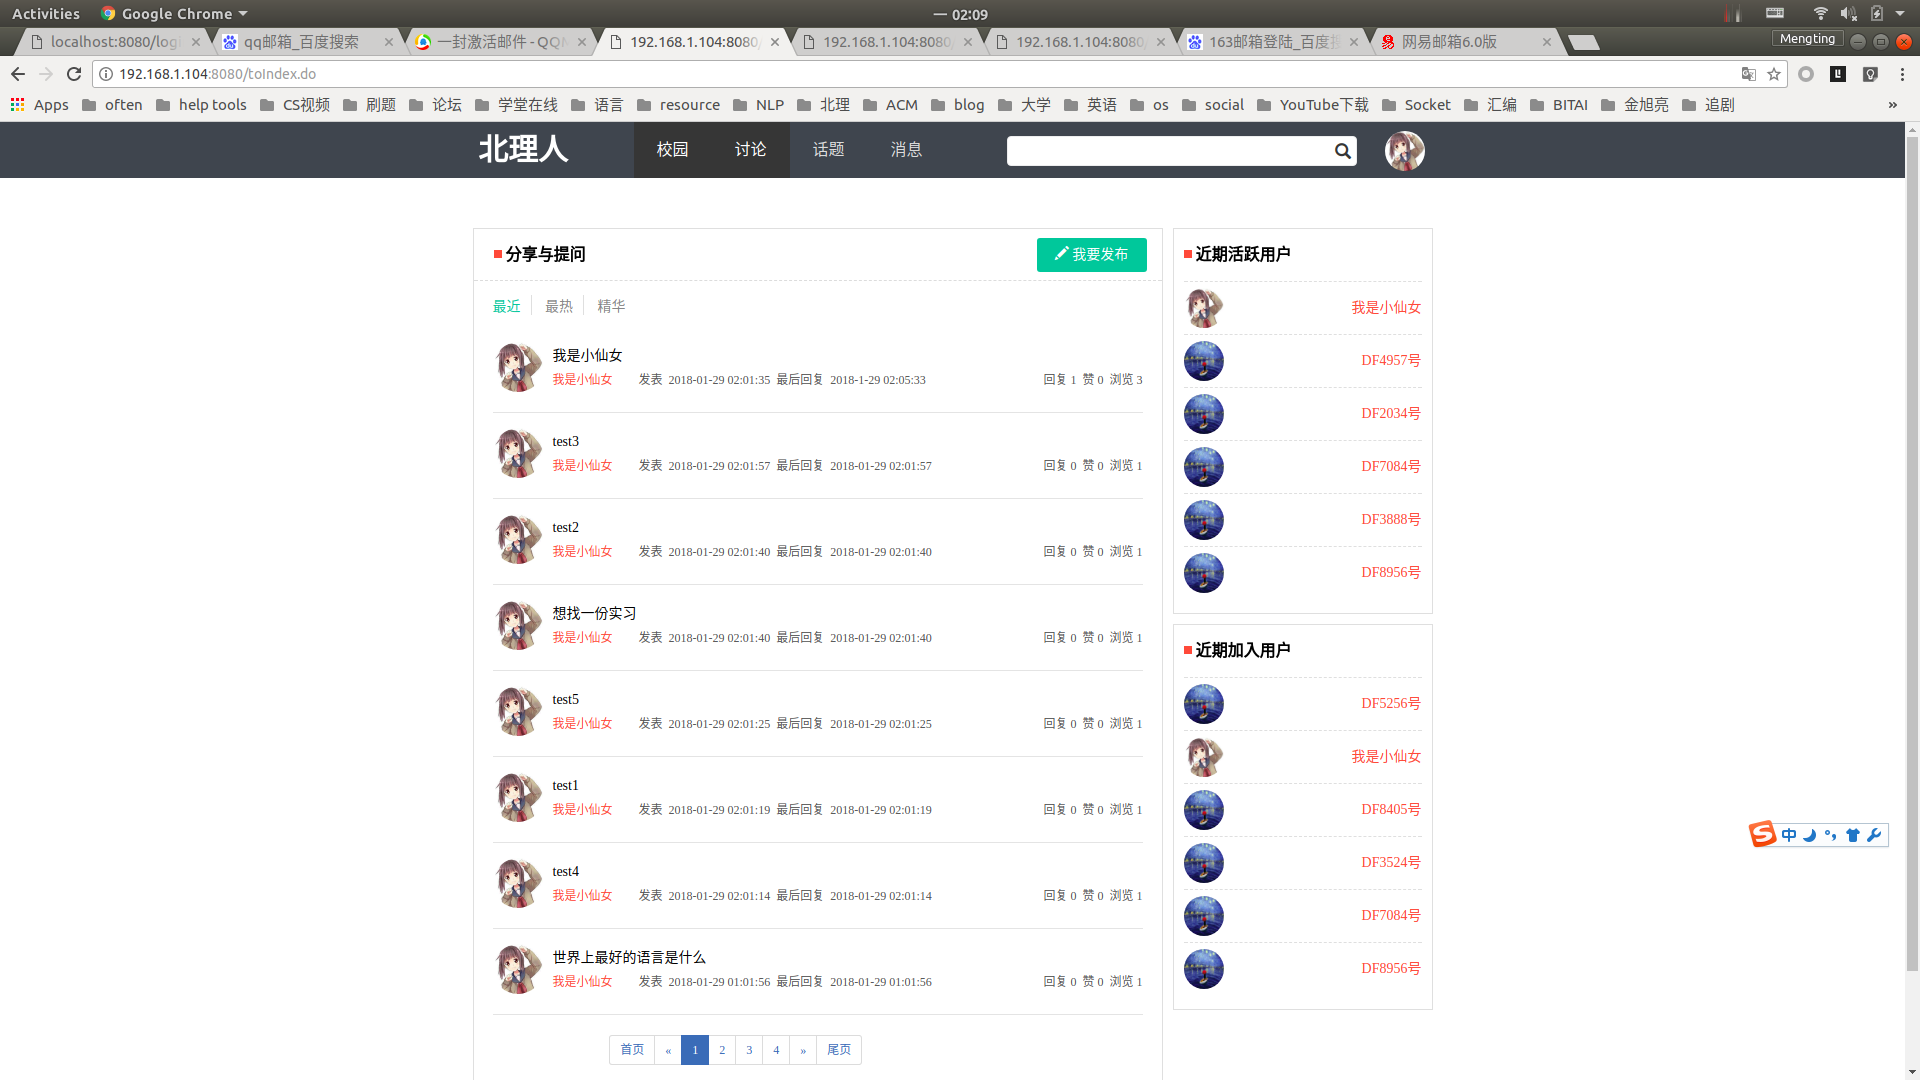 Activities Google Chrome 02:09
localhost:8080/logi qq邮箱_百度搜索 一封激活邮件 - QQM 192.168.1.104:8080/ 192.168.1.104:8080/ 192.168.1.104:8080/ 163邮箱登陆_百度搜 网易邮箱6.0版 Mengting
192.168.1.104:8080/toIndex.do
Apps often help tools CS视频 刷题 论坛 学堂在线 语言 resource NLP 北理 ACM blog 大学 英语 os social YouTube下载 Socket 汇编 BITAI 金旭亮 追剧 »
北理人 校园 讨论 话题 消息
分享与提问 我要发布
最近 最热 精华
我是小仙女
我是小仙女 发表 2018-01-29 02:01:35 最后回复 2018-1-29 02:05:33 回复 1 赞 0 浏览 3
test3
我是小仙女 发表 2018-01-29 02:01:57 最后回复 2018-01-29 02:01:57 回复 0 赞 0 浏览 1
test2
我是小仙女 发表 2018-01-29 02:01:40 最后回复 2018-01-29 02:01:40 回复 0 赞 0 浏览 1
想找一份实习
我是小仙女 发表 2018-01-29 02:01:40 最后回复 2018-01-29 02:01:40 回复 0 赞 0 浏览 1
test5
我是小仙女 发表 2018-01-29 02:01:25 最后回复 2018-01-29 02:01:25 回复 0 赞 0 浏览 1
test1
我是小仙女 发表 2018-01-29 02:01:19 最后回复 2018-01-29 02:01:19 回复 0 赞 0 浏览 1
test4
我是小仙女 发表 2018-01-29 02:01:14 最后回复 2018-01-29 02:01:14 回复 0 赞 0 浏览 1
世界上最好的语言是什么
我是小仙女 发表 2018-01-29 01:01:56 最后回复 2018-01-29 01:01:56 回复 0 赞 0 浏览 1
首页 « 1 2 3 4 » 尾页
近期活跃用户
我是小仙女
DF4957号
DF2034号
DF7084号
DF3888号
DF8956号
近期加入用户
DF5256号
我是小仙女
DF8405号
DF3524号
DF7084号
DF8956号
S 中